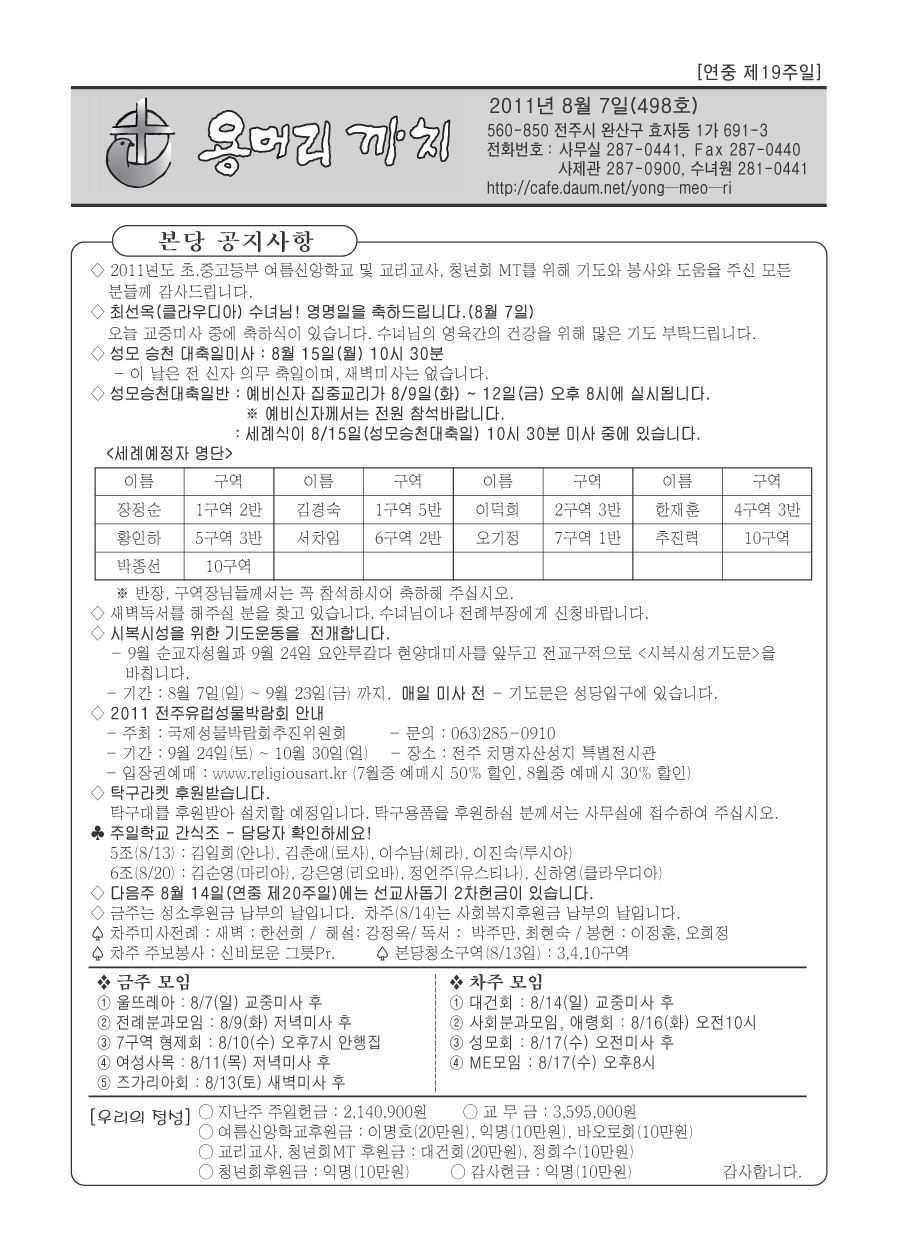 [연중 제19주일]
용머리 까치
2011년 8월 7일(498호)
560-850 전주시 완산구 효자동 1가 691-3
전화번호 : 사무실 287-0441, Fax 287-0440
사제관 287-0900, 수녀원 281-0441
http://cafe.daum.net/yong─meo─ri
본당 공지사항
◇ 2011년도 초.중고등부 여름신앙학교 및 교리교사, 청년회 MT를 위해 기도와 봉사와 도움을 주신 모든
분들께 감사드립니다.
◇ 최선옥(클라우디아) 수녀님! 영명일을 축하드립니다.(8월 7일)
오늘 교중미사 중에 축하식이 있습니다. 수녀님의 영육간의 건강을 위해 많은 기도 부탁드립니다.
◇ 성모 승천 대축일미사 : 8월 15일(월) 10시 30분
- 이 날은 전 신자 의무 축일이며, 새벽미사는 없습니다.
◇ 성모승천대축일반 : 예비신자 집중교리가 8/9일(화) ~ 12일(금) 오후 8시에 실시됩니다.
※ 예비신자께서는 전원 참석바랍니다.
: 세례식이 8/15일(성모승천대축일) 10시 30분 미사 중에 있습니다.
<세례예정자 명단>
이름 구역 이름 구역 이름 구역 이름 구역
장정순 1구역 2반 김경숙 1구역 5반 이덕희 2구역 3반 한재훈 4구역 3반
황인하 5구역 3반 서차임 6구역 2반 오기정 7구역 1반 추진력 10구역
박종선 10구역
※ 반장, 구역장님들께서는 꼭 참석하시어 축하해 주십시오.
◇ 새벽독서를 해주실 분을 찾고 있습니다. 수녀님이나 전례부장에게 신청바랍니다.
◇ 시복시성을 위한 기도운동을 전개합니다.
- 9월 순교자성월과 9월 24일 요안루갈다 현양대미사를 앞두고 전교구적으로 <시복시성기도문>을
바칩니다.
- 기간 : 8월 7일(일) ~ 9월 23일(금) 까지, 매일 미사 전 - 기도문은 성당입구에 있습니다.
◇ 2011 전주유럽성물박람회 안내
- 주최 : 국제성물박람회추진위원회 - 문의 : 063)285-0910
- 기간 : 9월 24일(토) ~ 10월 30일(일) - 장소 : 전주 치명자산성지 특별전시관
- 입장권예매 : www.religiousart.kr (7월중 예매시 50% 할인, 8월중 예매시 30% 할인)
◇ 탁구라켓 후원받습니다.
탁구대를 후원받아 설치할 예정입니다. 탁구용품을 후원하실 분께서는 사무실에 접수하여 주십시오.
♣ 주일학교 간식조 - 담당자 확인하세요!
5조(8/13) : 김일희(안나), 김춘애(로사), 이수남(체라), 이진숙(루시아)
6조(8/20) : 김순영(마리아), 강은영(리오바), 정언주(유스티나), 신하영(클라우디아)
◇ 다음주 8월 14일(연중 제20주일)에는 선교사돕기 2차헌금이 있습니다.
◇ 금주는 성소후원금 납부의 날입니다. 차주(8/14)는 사회복지후원금 납부의 날입니다.
♤ 차주미사전례 : 새벽 : 한선희 / 해설: 강정옥/ 독서 : 박주만, 최현숙 / 봉헌 : 이정훈, 오희정
♤ 차주 주보봉사 : 신비로운 그릇Pr. ♤ 본당청소구역(8/13일) : 3,4,10구역
❖ 금주 모임
① 울뜨레아 : 8/7(일) 교중미사 후
② 전례분과모임 : 8/9(화) 저녁미사 후
③ 7구역 형제회 : 8/10(수) 오후7시 안행집
④ 여성사목 : 8/11(목) 저녁미사 후
⑤ 즈가리아회 : 8/13(토) 새벽미사 후
❖ 차주 모임
① 대건회 : 8/14(일) 교중미사 후
② 사회분과모임, 애령회 : 8/16(화) 오전10시
③ 성모회 : 8/17(수) 오전미사 후
④ ME모임 : 8/17(수) 오후8시
[우리의 정성] ○ 지난주 주일헌금 : 2,140,900원 ○ 교 무 금 : 3,595,000원
○ 여름신앙학교후원금 : 이명호(20만원), 익명(10만원), 바오로회(10만원)
○ 교리교사, 청년회MT 후원금 : 대건회(20만원), 정희수(10만원)
○ 청년회후원금 : 익명(10만원) ○ 감사헌금 : 익명(10만원) 감사합니다.